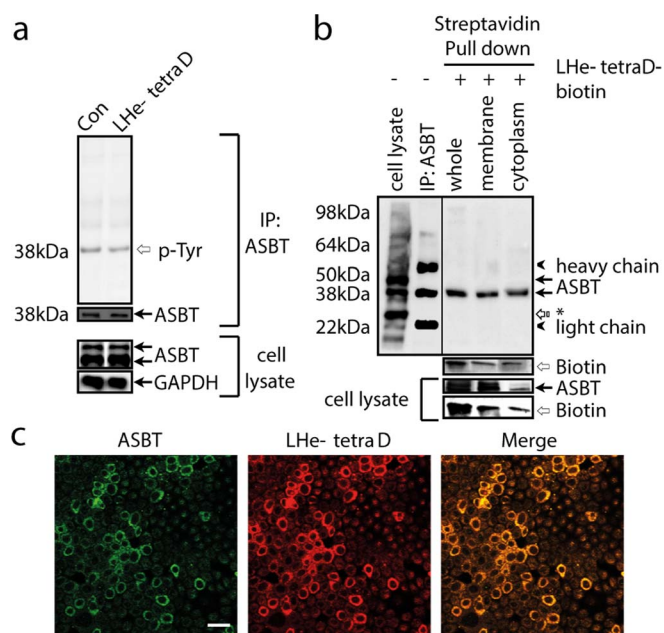 a
Con
LHe- tetra D
38kDa
p-Tyr
IP:
ASBT
38kDa
ASBT
ASBT
cell
lysate
GAPDH
b
Streptavidin
Pull down
LHe- tetraD-
biotin
- - + + +
cell lysate
IP: ASBT
whole
membrane
cytoplasm
98kDa
64kDa
50kDa
38kDa
22kDa
heavy chain
ASBT
*
light chain
Biotin
cell lysate
ASBT
Biotin
c
ASBT
LHe- tetra D
Merge